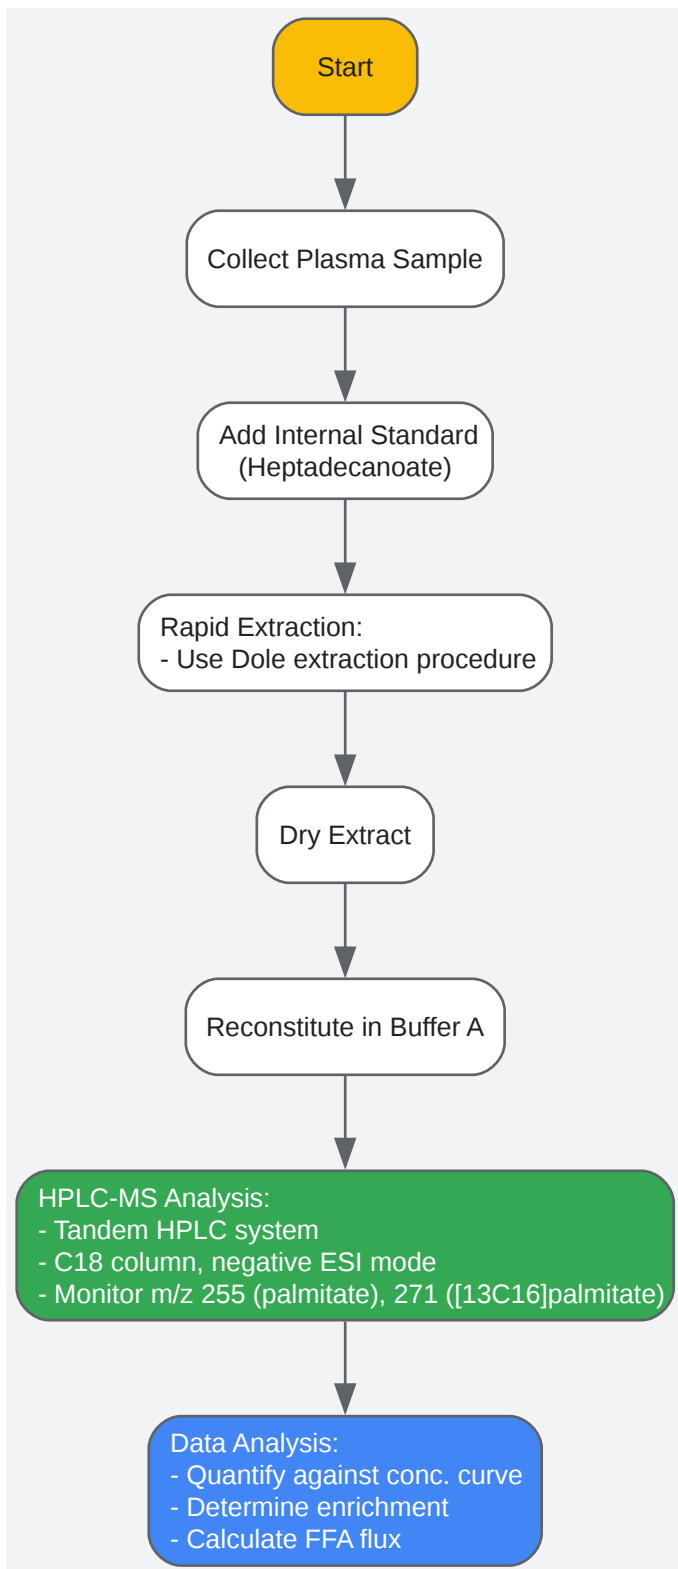 Start
Collect Plasma Sample
Add Internal Standard
(Heptadecanoate)
Rapid Extraction:
- Use Dole extraction procedure
Dry Extract
Reconstitute in Buffer A
HPLC-MS Analysis:
- Tandem HPLC system
- C18 column, negative ESI mode
- Monitor m/z 255 (palmitate), 271 ([13C16]palmitate)
Data Analysis:
- Quantify against conc. curve
- Determine enrichment
- Calculate FFA flux